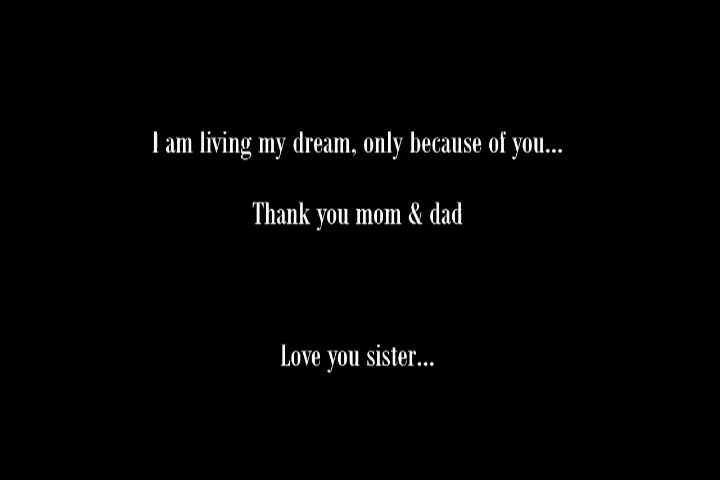 I am living my dream, only because of you...
Thank you mom & dad
Love you sister...